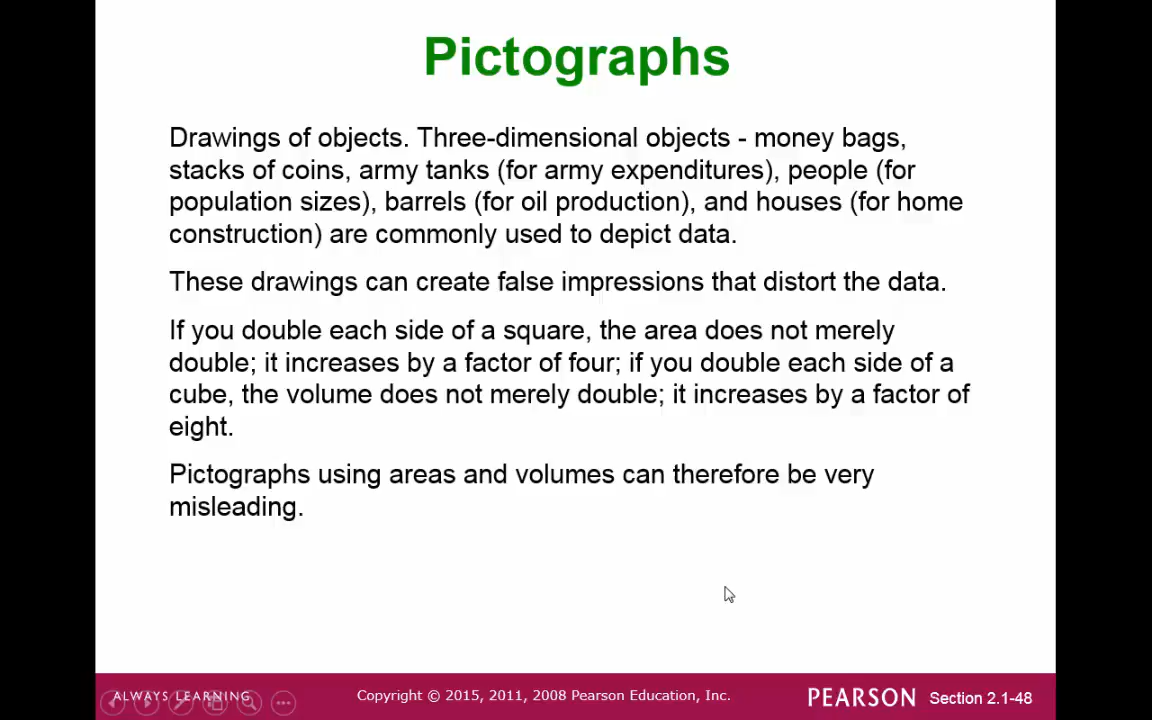 Pictographs
Drawings of objects. Three-dimensional objects - money bags,
stacks of coins, army tanks (for army expenditures), people (for
population sizes), barrels (for oil production), and houses (for home
construction) are commonly used to depict data.
These drawings can create false impressions that distort the data.
If you double each side of a square, the area does not merely
double; it increases by a factor of four; if you double each side of a
cube, the volume does not merely double; it increases by a factor of
eight.
Pictographs using areas and volumes can therefore be very
misleading.
ALWAYS LEARNING
Copyright © 2015, 2011, 2008 Pearson Education, Inc.
PEARSON
Section 2.1-48